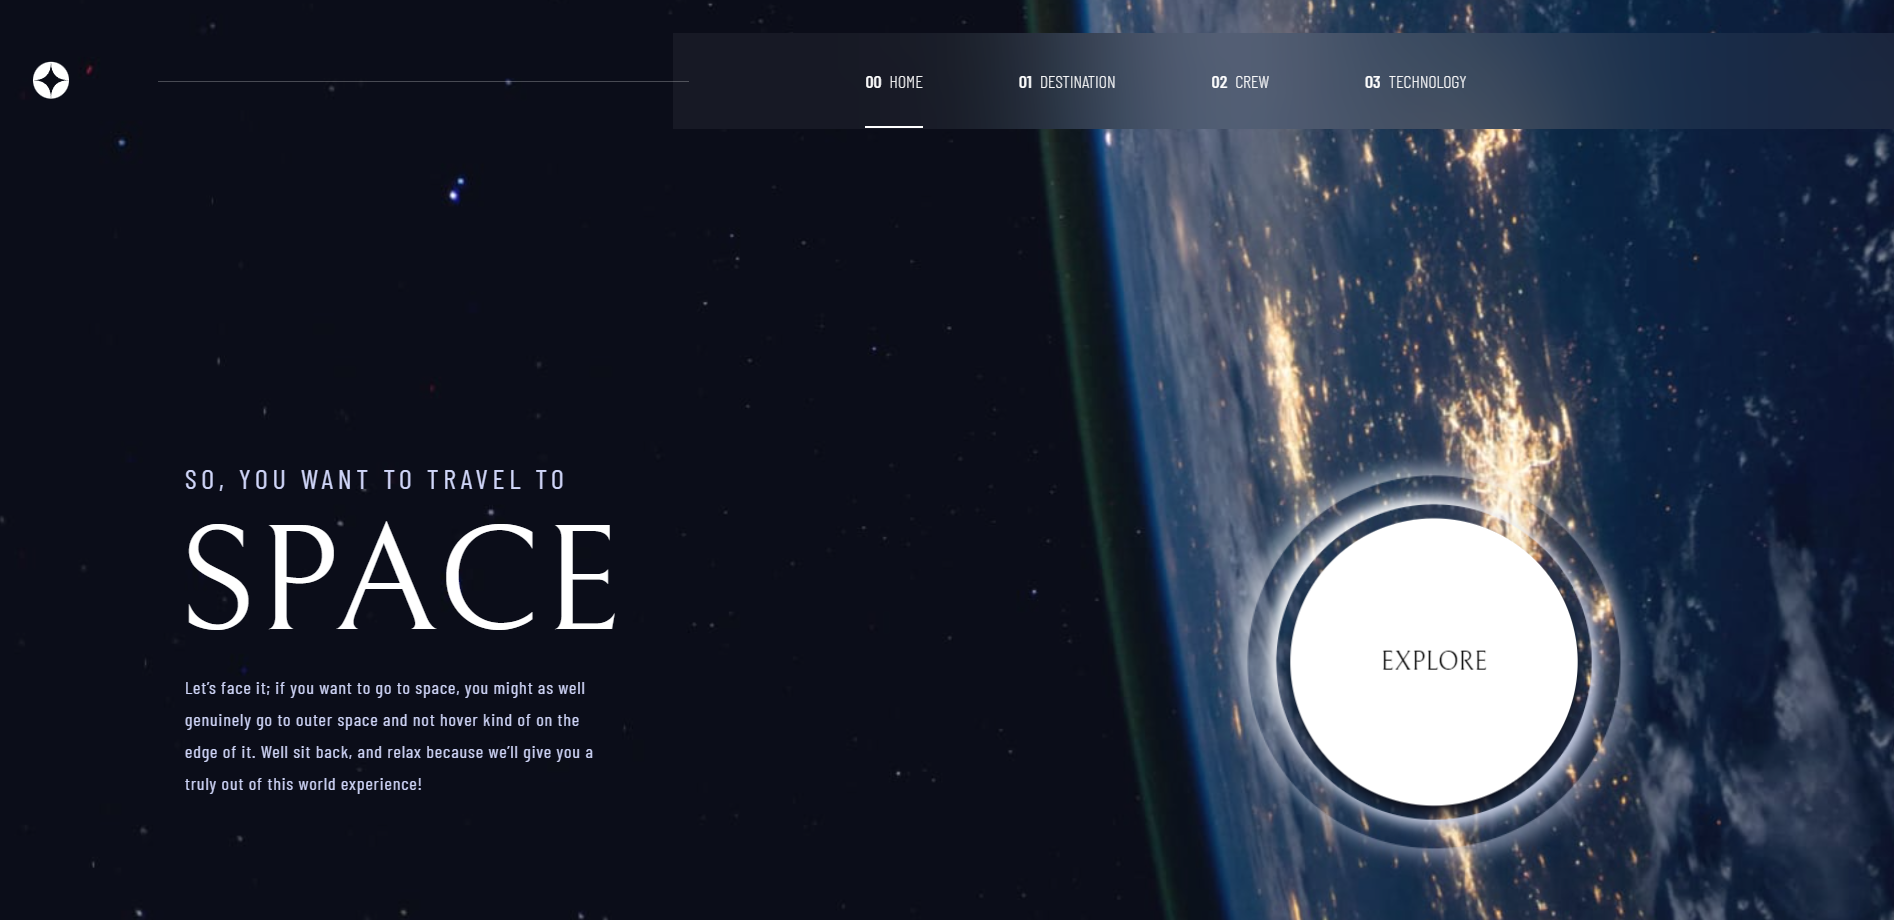 00 HOME 01 DESTINATION 02 CREW 03 TECHNOLOGY
SO, YOU WANT TO TRAVEL TO
SPACE
Let’s face it; if you want to go to space, you might as well
genuinely go to outer space and not hover kind of on the
edge of it. Well sit back, and relax because we’ll give you a
truly out of this world experience!
EXPLORE